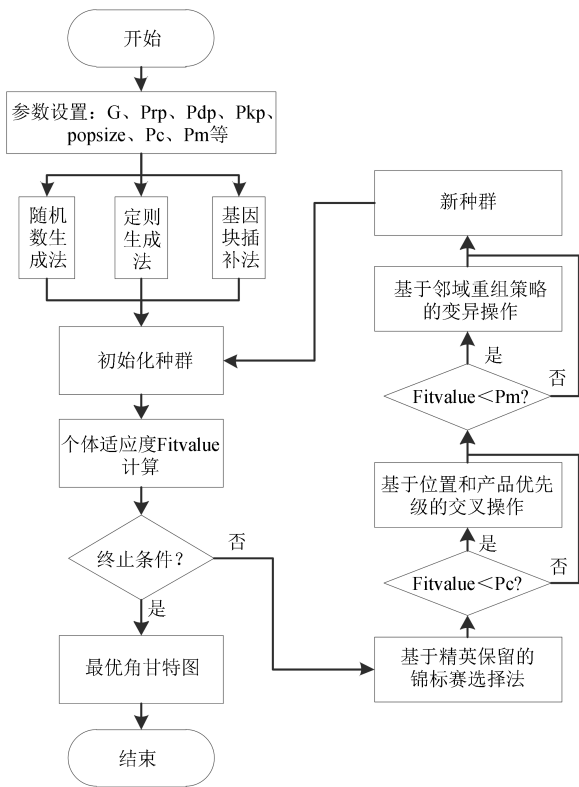 开始
参数设置：G、Prp、Pdp、Pkp、
popsize、Pc、Pm等
随机
数生
成法
定则
生成
法
基因
块插
补法
初始化种群
个体适应度Fitvalue
计算
终止条件？
否
是
最优角甘特图
结束
新种群
基于邻域重组策略
的变异操作
是
否
Fitvalue＜Pm?
基于位置和产品优先
级的交叉操作
是
否
Fitvalue＜Pc?
基于精英保留的
锦标赛选择法